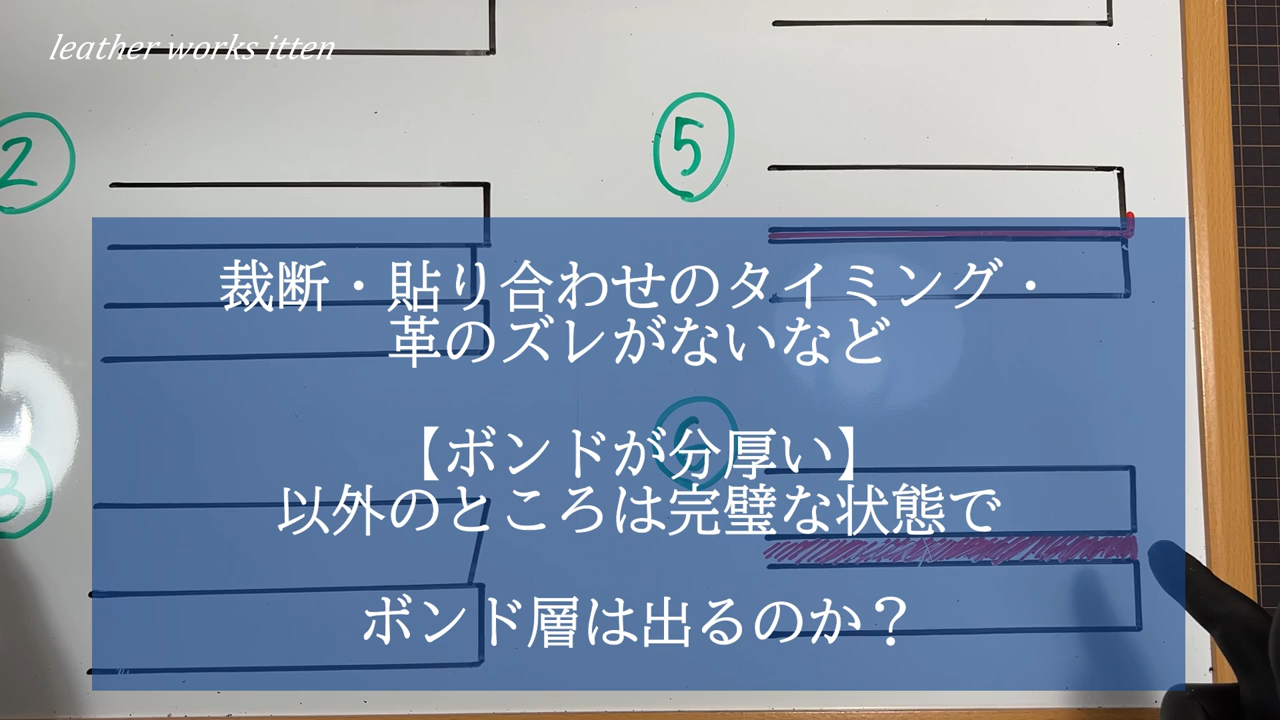 leather works itten
2
5
裁断・貼り合わせのタイミング・
革のズレがないなど
【ボンドが分厚い】
6
以外のところは完璧な状態で
3
ボンド層は出るのか？